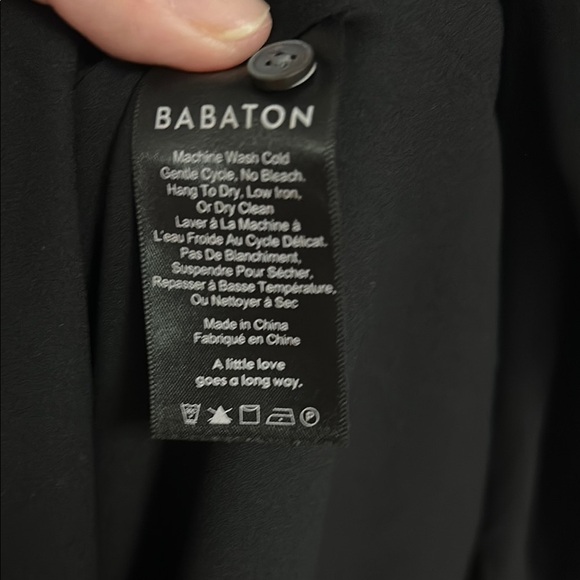 BABATON
Machine Wash Cold
Gentle Cycle, No Bleach.
Hang To Dry, Low Iron,
Or Dry Clean
Laver à La Machine à
L'eau Froide Au Cycle Délicat.
Pas De Blanchiment,
Suspendre Pour Sécher,
Repasser à Basse Température,
Ou Nettoyer à Sec
Made in China
Fabriqué en Chine
A little love
goes a long way.
P